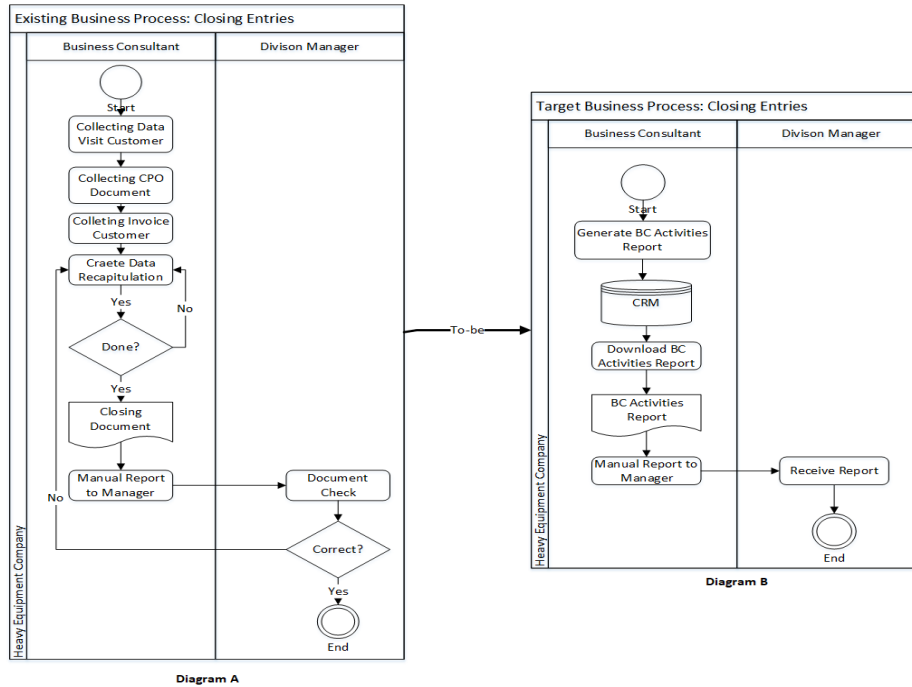 Existing Business Process: Closing Entries
Business Consultant
Divison Manager
Start
Collecting Data
Visit Customer
Collecting CPO
Document
Colleting Invoice
Customer
Craete Data
Recapitulation
Yes
No
Done?
Yes
Closing
Document
Manual Report
to Manager
Document
Check
No
Correct?
Yes
End
Heavy Equipment Company
Diagram A
To-be
Target Business Process: Closing Entries
Business Consultant
Divison Manager
Start
Generate BC Activities
Report
CRM
Download BC
Activities Report
BC Activities
Report
Manual Report to
Manager
Receive Report
End
Heavy Equipment Company
Diagram B